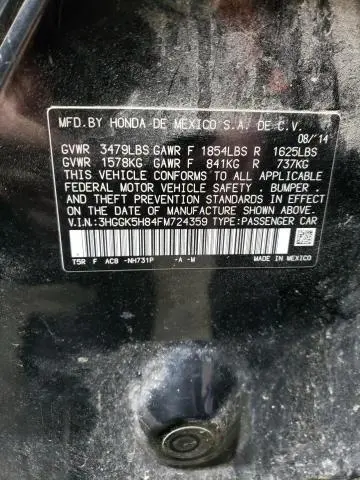 MFD.BY HONDA DE MEXICO S.A. DE C.V.
08/'14
GVWR 3479LBS GAWR F 1854LBS R 1625LBS
GVWR 1578KG GAWR F 841KG R 737KG
THIS VEHICLE CONFORMS TO ALL APPLICABLE
FEDERAL MOTOR VEHICLE SAFETY . BUMPER . AND THEFT PREVENTION STANDARDS IN EFFECT ON
THE DATE OF MANUFACTURE SHOWN ABOVE.
V.I.N.:3HGGK5H84FM724359 TYPE:PASSENGER CAR
T5R F ACB -NH731P -A -M MADE IN MEXICO